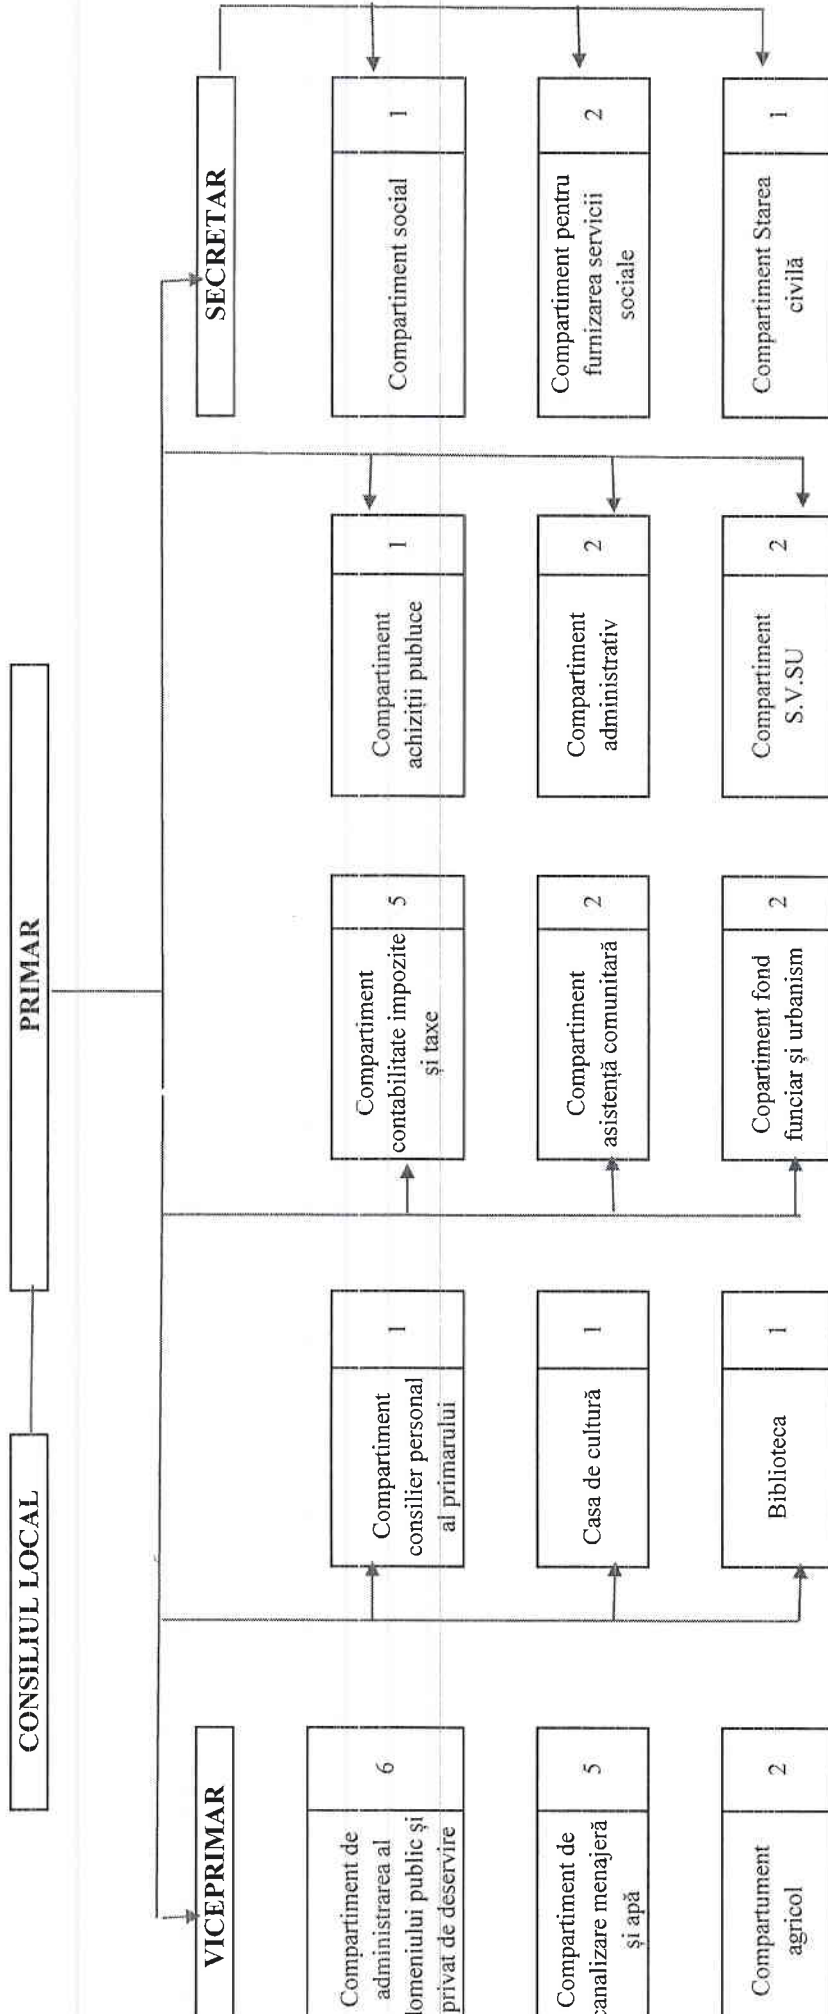 CONSILIUL LOCAL
PRIMAR
VICEPRIMAR
SECRETAR
Compartiment de
administrarea al
domeniului public și
privat de deservire
6
Compartiment
consilier personal
al primarului
1
Compartiment
contabilitate impozite
și taxe
5
Compartiment
achiziții publuce
1
Compartiment social
1
Compartiment de
canalizare menajeră
și apă
5
Casa de cultură
1
Compartiment
asistență comunitară
2
Compartiment
administrativ
2
Compartiment pentru
furnizarea servicii
sociale
2
Compartument
agricol
2
Biblioteca
1
Copartiment fond
funciar și urbanism
2
Compartiment
S.V.SU
2
Compartiment Starea
civilă
1